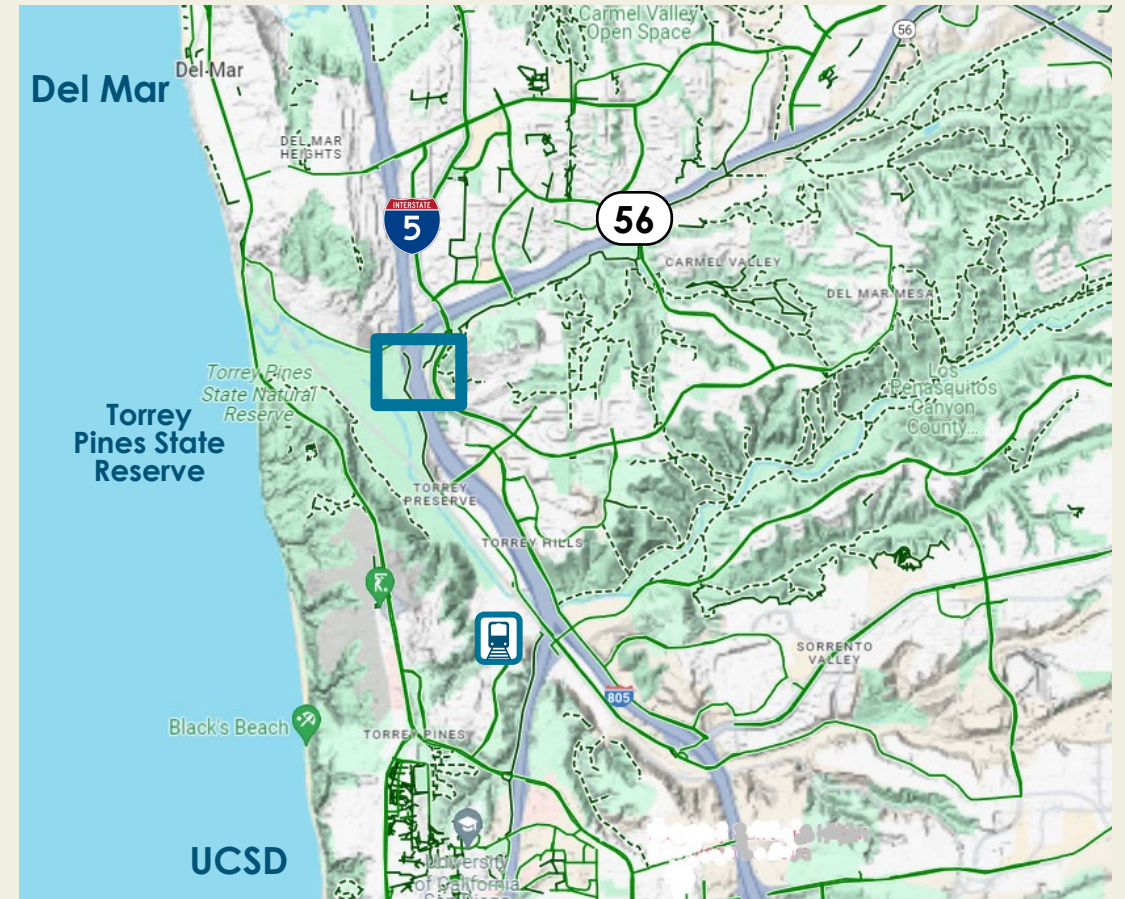 Carmel Valley
Open Space
56
Del Mar
Del Mar
DEL MAR
HEIGHTS
INTERSTATE
5
56
CARMEL VALLEY
DEL MAR MESA
Torrey Pines
State Natural
Reserve
Los
Penasquitos
Canyon
County...
Torrey
Pines State
Reserve
TORREY
PRESERVE
TORREY HILLS
SORRENTO
VALLEY
805
Black's Beach
TORREY PINES
UCSD
University
of California